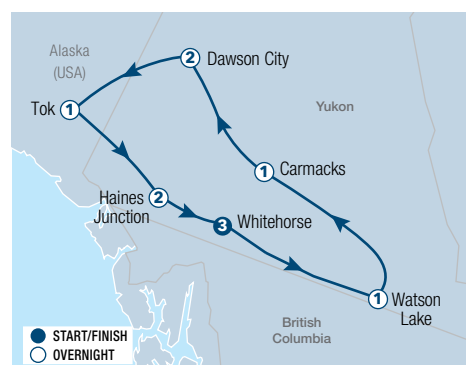 Alaska
(USA)
2
Dawson City
Tok
1
Yukon
1
Carmacks
Haines
Junction
2
3
Whitehorse
1
Watson
Lake
British
Columbia
START/FINISH
OVERNIGHT